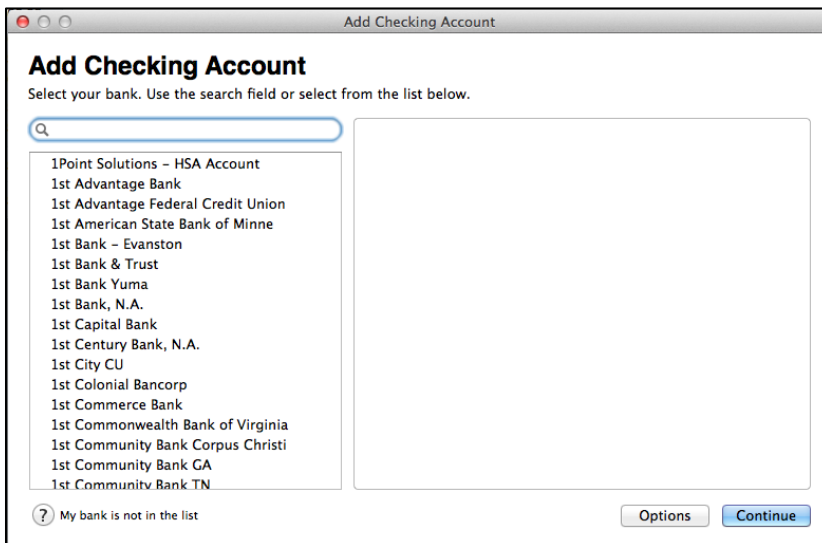 Add Checking Account
Add Checking Account
Select your bank. Use the search field or select from the list below.
1Point Solutions – HSA Account
1st Advantage Bank
1st Advantage Federal Credit Union
1st American State Bank of Minne
1st Bank – Evanston
1st Bank & Trust
1st Bank Yuma
1st Bank, N.A.
1st Capital Bank
1st Century Bank, N.A.
1st City CU
1st Colonial Bancorp
1st Commerce Bank
1st Commonwealth Bank of Virginia
1st Community Bank Corpus Christi
1st Community Bank GA
1st Community Bank TN
? My bank is not in the list
Options
Continue